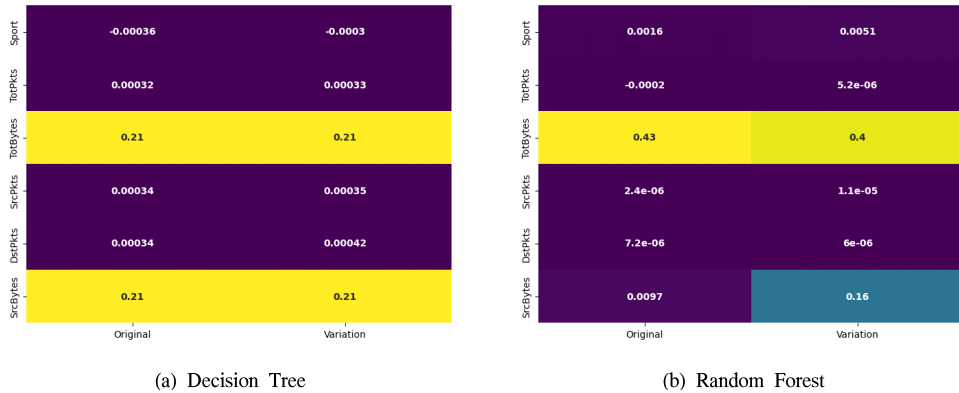 Sport -0.00036 -0.0003
TotPkts 0.00032 0.00033
TotBytes 0.21 0.21
SrcPkts 0.00034 0.00035
DstPkts 0.00034 0.00042
SrcBytes 0.21 0.21
Original Variation
(a) Decision Tree
Sport 0.0016 0.0051
TotPkts -0.0002 5.2e-06
TotBytes 0.43 0.4
SrcPkts 2.4e-06 1.1e-05
DstPkts 7.2e-06 6e-06
SrcBytes 0.0097 0.16
Original Variation
(b) Random Forest